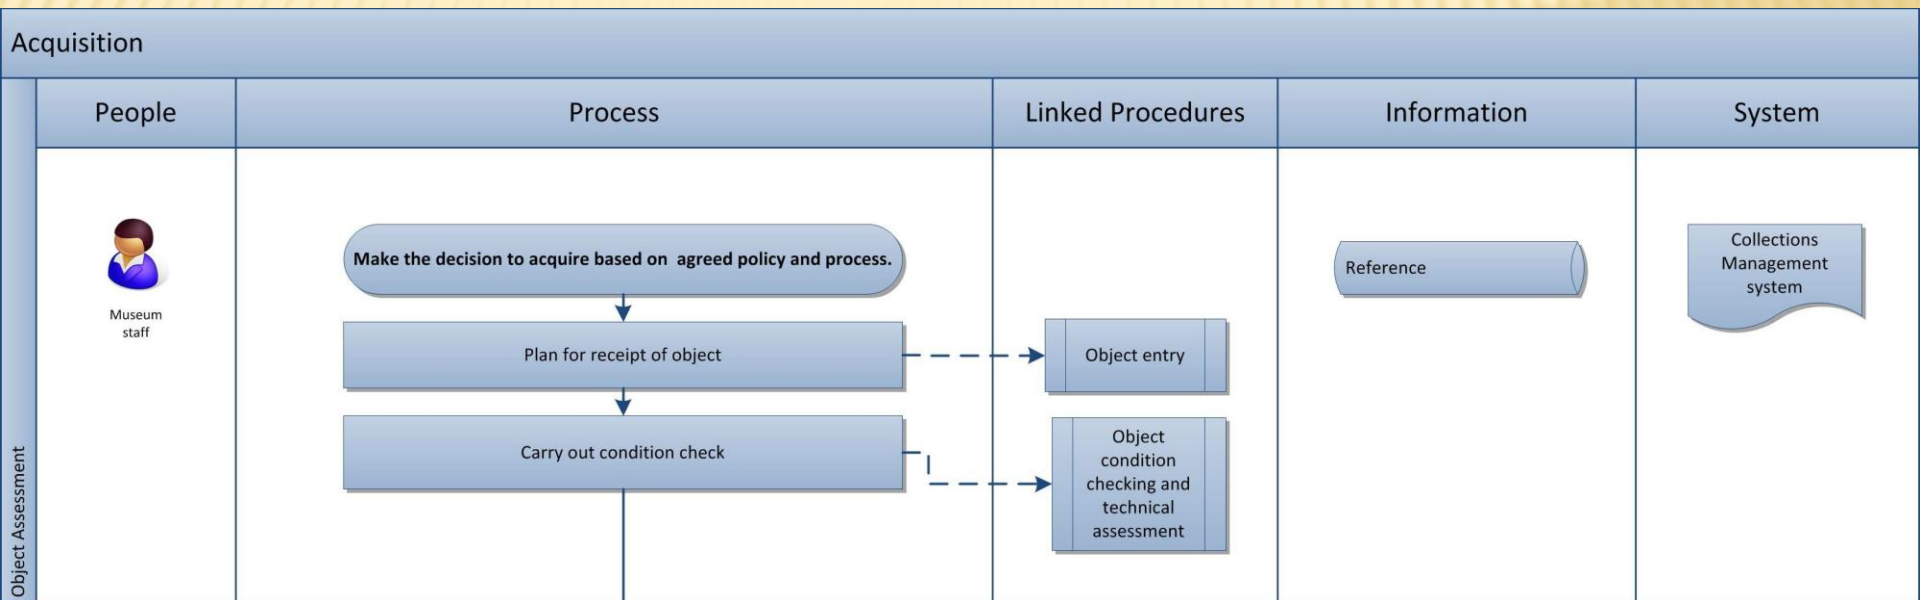 Acquisition
People
Process
Linked Procedures
Information
System
Object Assessment
Museum
staff
Make the decision to acquire based on agreed policy and process.
Reference
Collections
Management
system
Plan for receipt of object
Object entry
Carry out condition check
Object
condition
checking and
technical
assessment